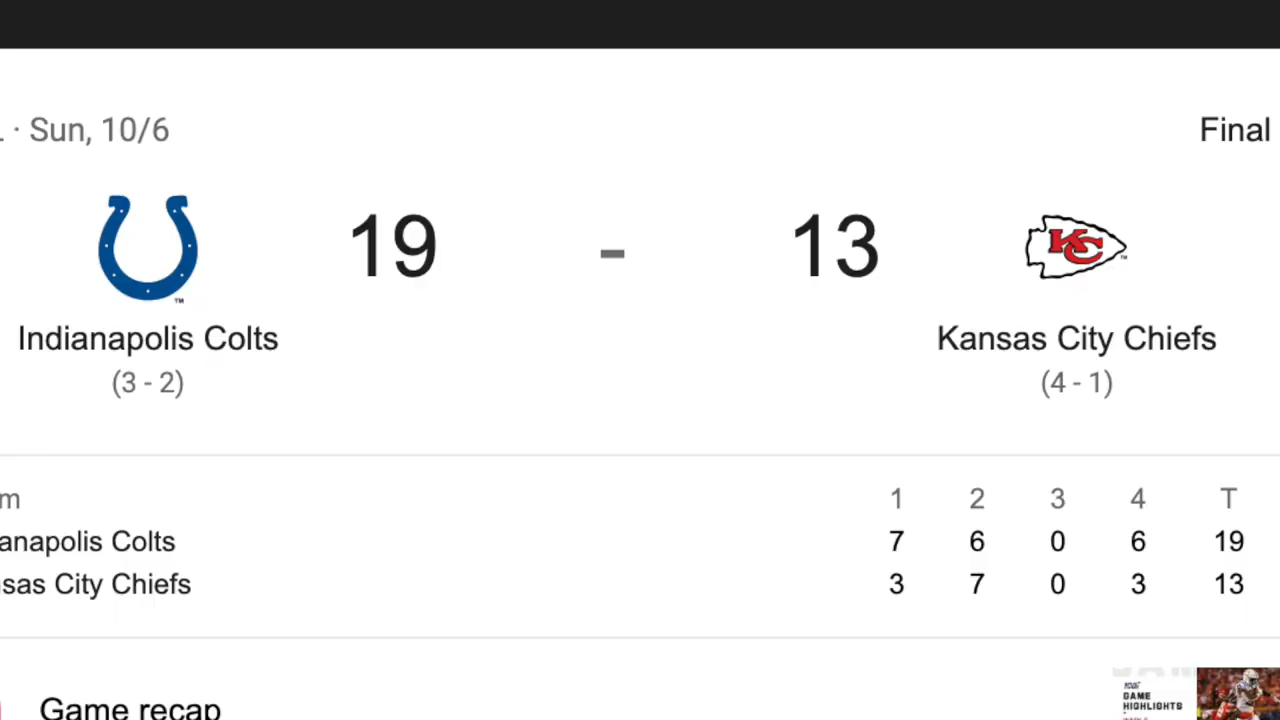 · Sun, 10/6
Final
19 - 13
KC
Indianapolis Colts
Kansas City Chiefs
(3 - 2)
(4 - 1)
m 1 2 3 4 T
anapolis Colts 7 6 0 6 19
sas City Chiefs 3 7 0 3 13
Game recap
GAME
HIGHLIGHTS